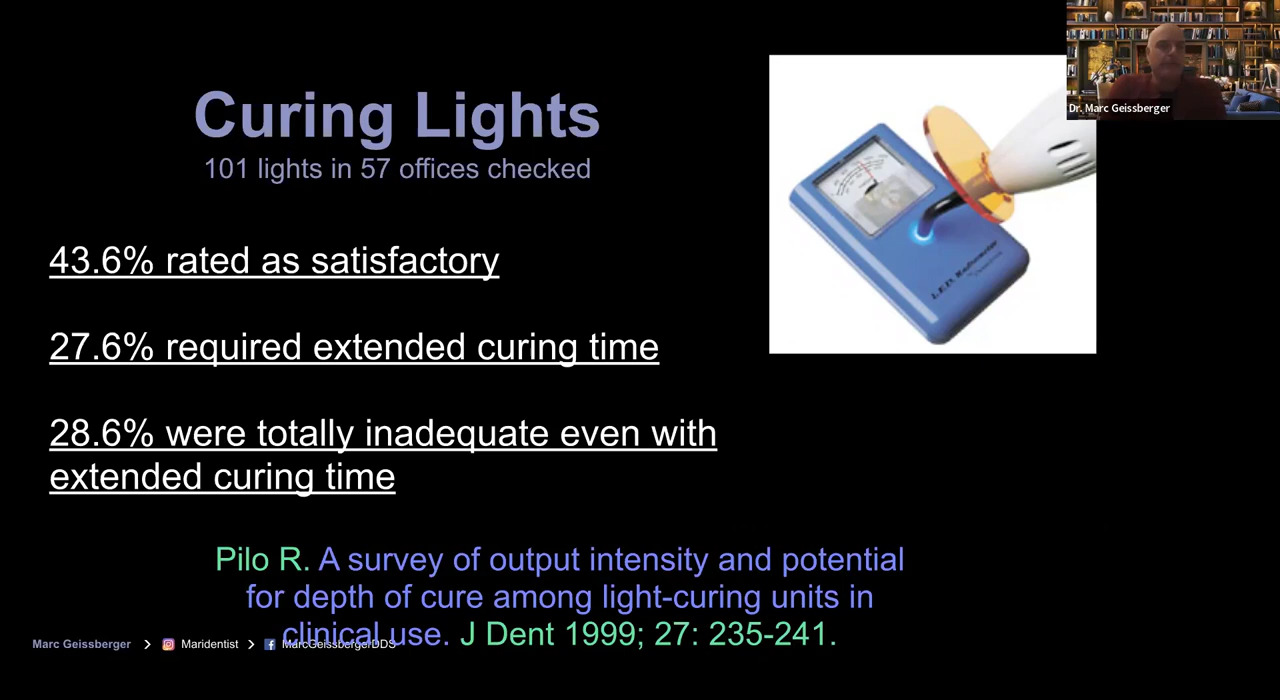 Curing Lights
101 lights in 57 offices checked
Dr. Marc Geissberger
43.6% rated as satisfactory
27.6% required extended curing time
28.6% were totally inadequate even with
extended curing time
L.E.D. Radiometer
Pilo R. A survey of output intensity and potential
for depth of cure among light-curing units in
clinical use. J Dent 1999; 27: 235-241.
Marc Geissberger > Maridentist > MarcGeissbergerDDS